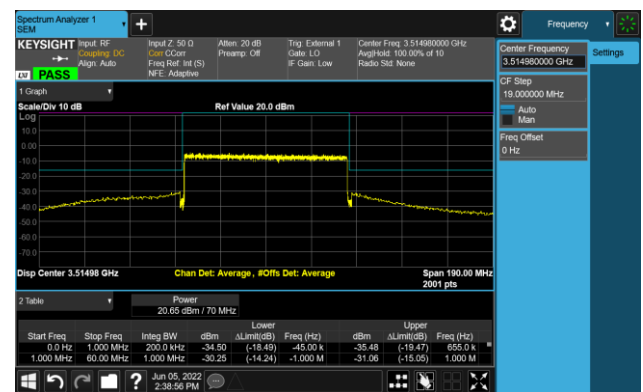 Spectrum Analyzer 1
SEM
Frequency
KEYSIGHT
Input: RF
Coupling: DC
Align: Auto
Input Z: 50 Ω
Corr CCorr
Freq Ref: Int (S)
NFE: Adaptive
Atten: 20 dB
Preamp: Off
Trig: External 1
Gate: LO
IF Gain: Low
Center Freq: 3.514980000 GHz
Avg|Hold: 100.00% of 10
Radio Std: None
PASS
Center Frequency
3.514980000 GHz
Settings
CF Step
19.000000 MHz
Auto
Man
Freq Offset
0 Hz
1 Graph
Scale/Div 10 dB
Ref Value 20.0 dBm
Log
10.0
0.00
-10.0
-20.0
-30.0
-40.0
-50.0
-60.0
-70.0
Disp Center 3.51498 GHz
Chan Det: Average , #Offs Det: Average
Span 190.00 MHz
2001 pts
2 Table
Power
20.65 dBm / 70 MHz
Lower Upper
Start Freq Stop Freq Integ BW dBm ΔLimit(dB) Freq (Hz) dBm ΔLimit(dB) Freq (Hz)
0.0 Hz 1.000 MHz 200.0 kHz -34.50 (-18.49) -45.00 k -35.48 (-19.47) 655.0 k
1.000 MHz 60.00 MHz 1.000 MHz -30.25 (-14.24) -1.000 M -31.06 (-15.05) 1.000 M
Jun 05, 2022
2:38:56 PM